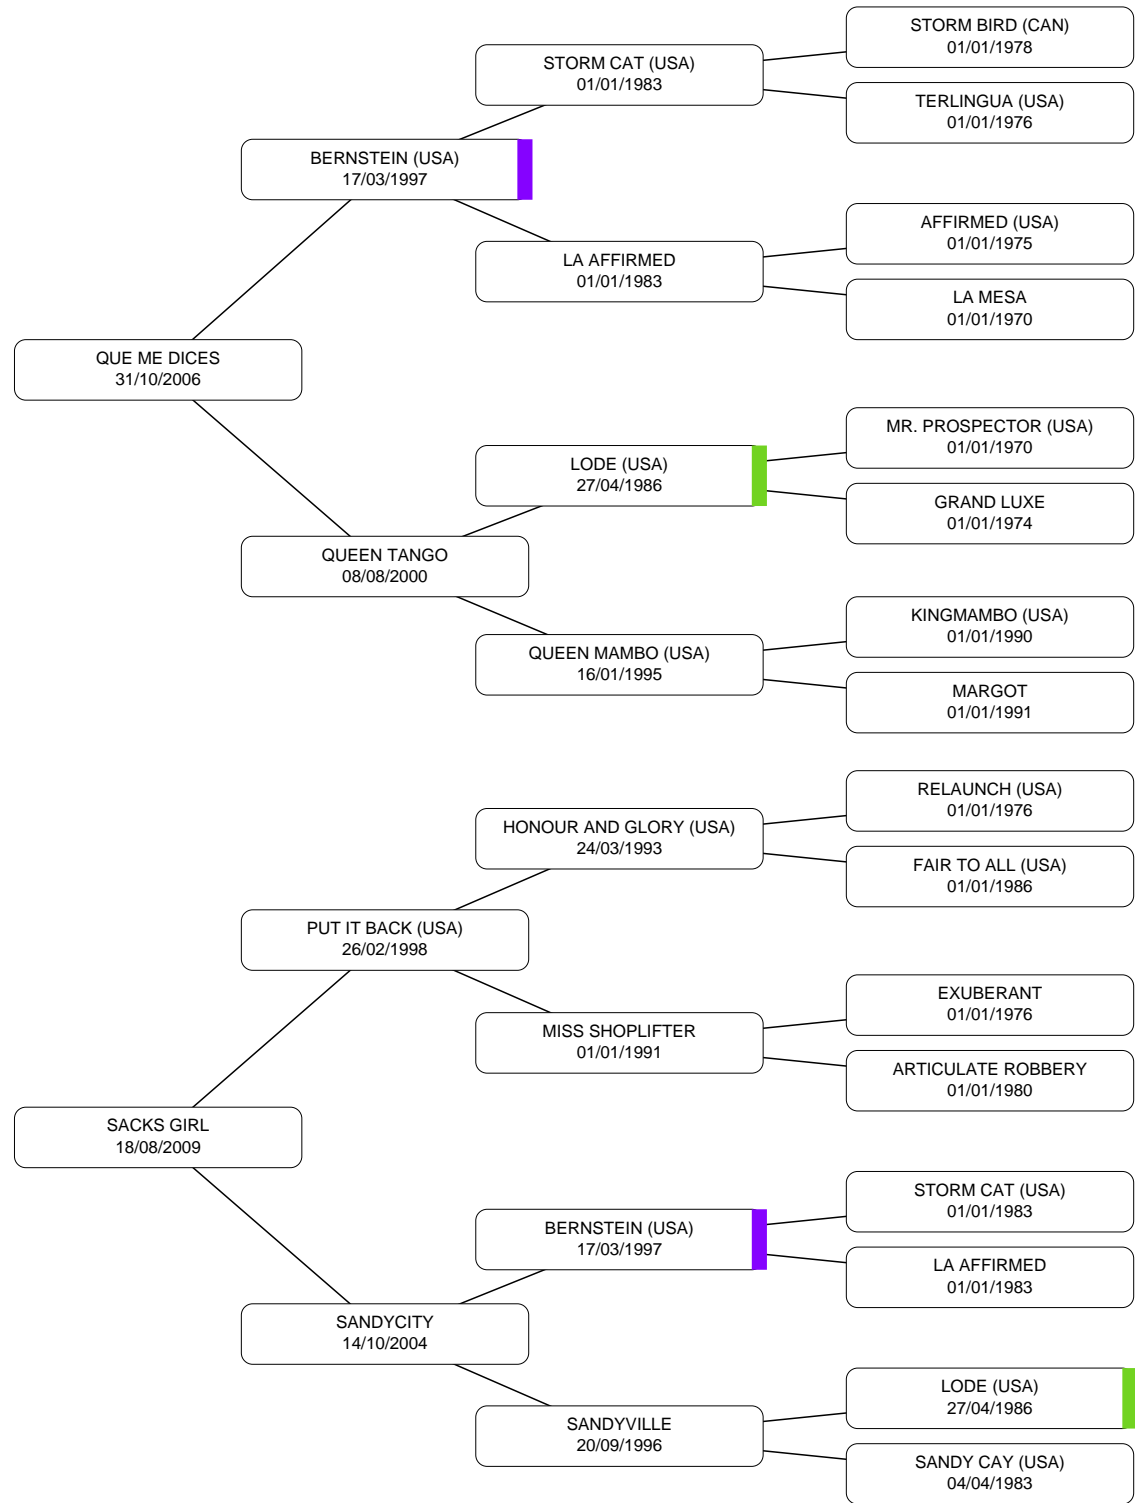 STORM BIRD (CAN)
01/01/1978
STORM CAT (USA)
01/01/1983
TERLINGUA (USA)
01/01/1976
BERNSTEIN (USA)
17/03/1997
AFFIRMED (USA)
01/01/1975
LA AFFIRMED
01/01/1983
LA MESA
01/01/1970
QUE ME DICES
31/10/2006
MR. PROSPECTOR (USA)
01/01/1970
LODE (USA)
27/04/1986
GRAND LUXE
01/01/1974
QUEEN TANGO
08/08/2000
KINGMAMBO (USA)
01/01/1990
QUEEN MAMBO (USA)
16/01/1995
MARGOT
01/01/1991
RELAUNCH (USA)
01/01/1976
HONOUR AND GLORY (USA)
24/03/1993
FAIR TO ALL (USA)
01/01/1986
PUT IT BACK (USA)
26/02/1998
EXUBERANT
01/01/1976
MISS SHOPLIFTER
01/01/1991
ARTICULATE ROBBERY
01/01/1980
SACKS GIRL
18/08/2009
STORM CAT (USA)
01/01/1983
BERNSTEIN (USA)
17/03/1997
LA AFFIRMED
01/01/1983
SANDYCITY
14/10/2004
LODE (USA)
27/04/1986
SANDYVILLE
20/09/1996
SANDY CAY (USA)
04/04/1983